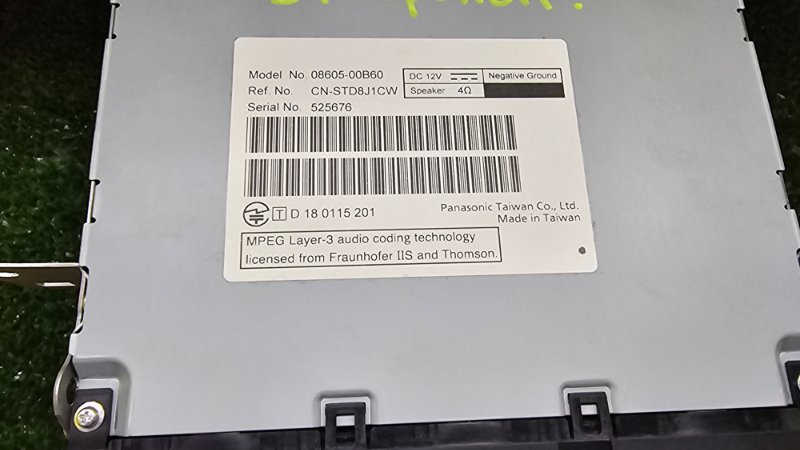 Model No. 08605-00B60
Ref. No. CN-STD8J1CW
Serial No. 525676
DC 12V
Negative Ground
Speaker 4Ω
T D 18 0115 201
Panasonic Taiwan Co., Ltd.
Made in Taiwan
MPEG Layer-3 audio coding technology
licensed from Fraunhofer IIS and Thomson.